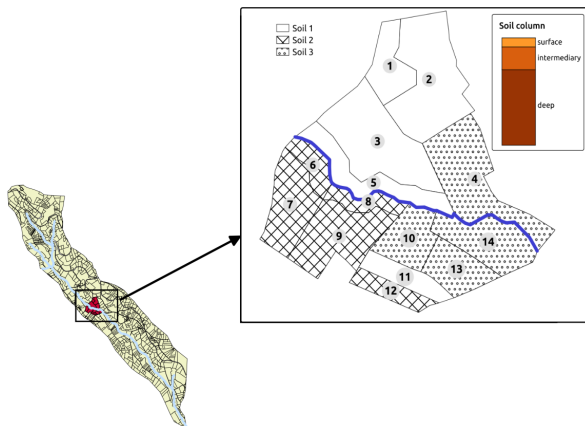 Soil 1
Soil 2
Soil 3
Soil column
surface
intermediary
deep
1
2
3
4
5
6
7
8
9
10
11
12
13
14